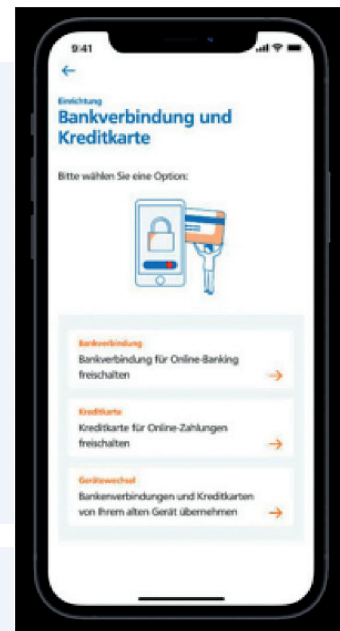 9:41
Einrichtung
Bankverbindung und
Kreditkarte
Bitte wählen Sie eine Option:
Bankverbindung
Bankverbindung für Online-Banking
freischalten
Kreditkarte
Kreditkarte für Online-Zahlungen
freischalten
Gerätewechsel
Bankenverbindungen und Kreditkarten
von Ihrem alten Gerät übernehmen